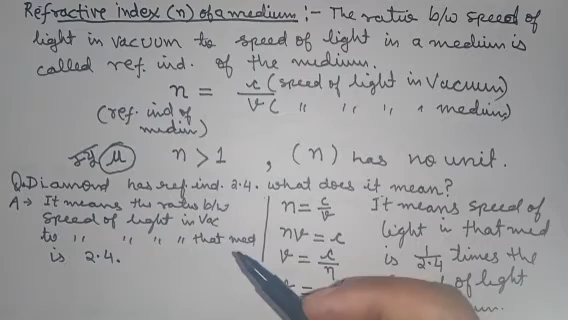 Refractive index (n) of a medium :- The ratio b/w speed of
light in vacuum to speed of light in a medium is
called ref. ind. of the medium.
n = c (speed of light in Vacuum)
v ( " " " " medium)
(ref. ind of
medium)
μ n > 1 , (n) has no unit.
Q. Diamond has ref. ind. 2.4. what does it mean?
A → It means the ratio b/w
speed of light in Vac
to " " " " that med
is 2.4.
n = c/v
nv = c
v = c/n
It means speed of
light in that med
is 1/2.4 times the
of light